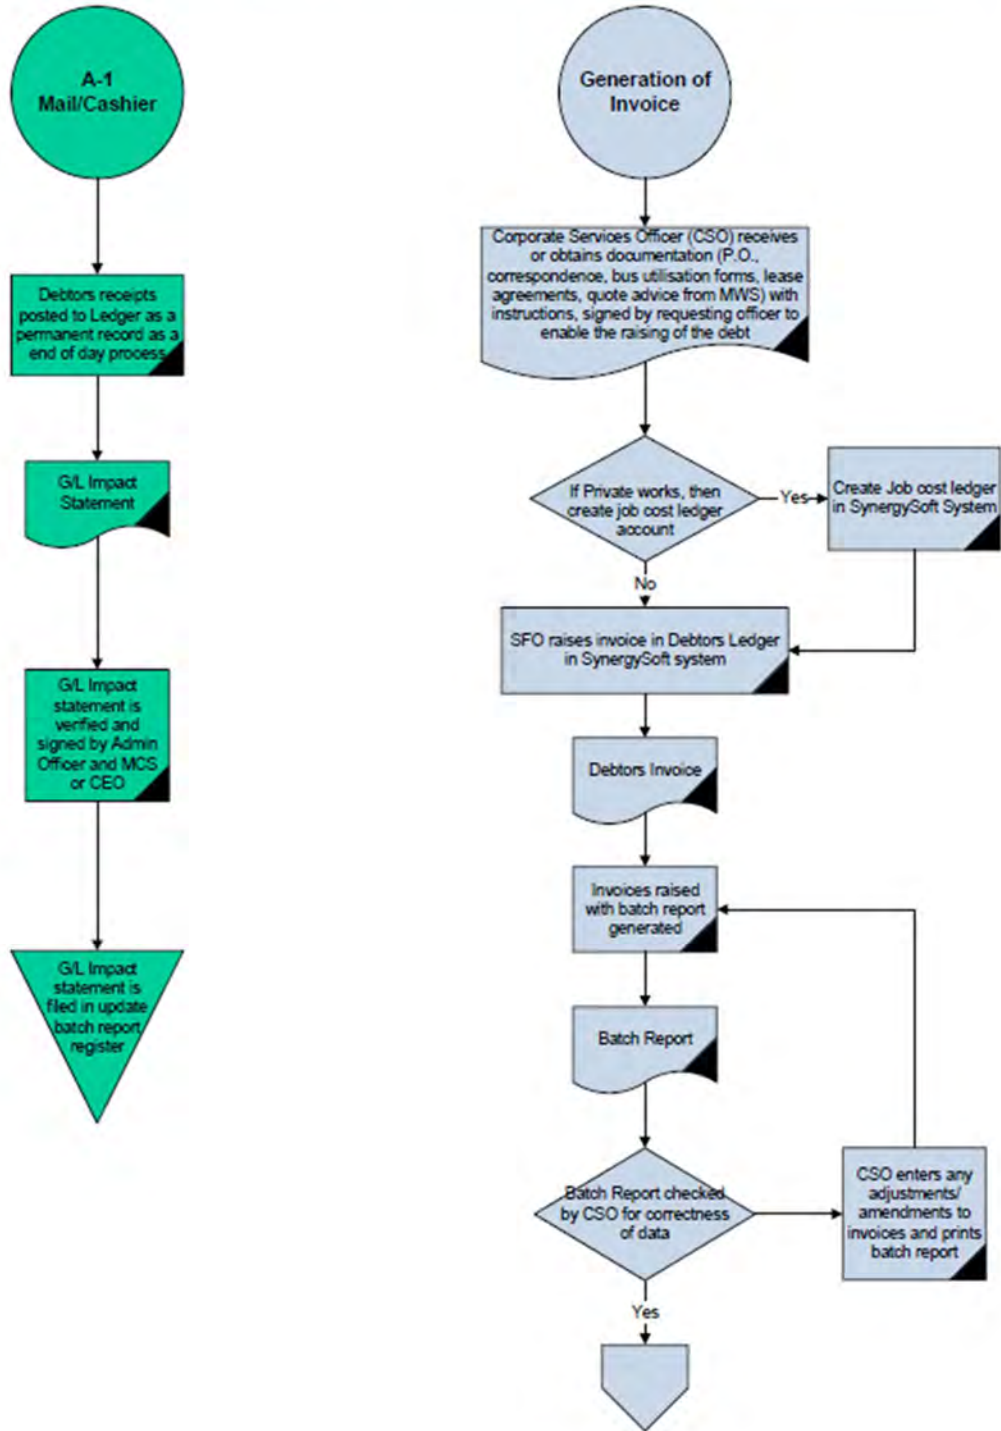 A-1
Mail/Cashier
Debtors receipts
posted to Ledger as a
permanent record as a
end of day process
G/L Impact
Statement
G/L Impact
statement is
verified and
signed by Admin
Officer and MCS
or CEO
G/L Impact
statement is
filed in update
batch report
register
Generation of
Invoice
Corporate Services Officer (CSO) receives
or obtains documentation (P.O.,
correspondence, bus utilisation forms, lease
agreements, quote advice from MWS) with
instructions, signed by requesting officer to
enable the raising of the debt
If Private works, then
create job cost ledger
account
Yes
Create Job cost ledger
in SynergySoft System
No
SFO raises invoice in Debtors Ledger
in SynergySoft system
Debtors Invoice
Invoices raised
with batch report
generated
Batch Report
Batch Report checked
by CSO for correctness
of data
CSO enters any
adjustments/
amendments to
invoices and prints
batch report
Yes